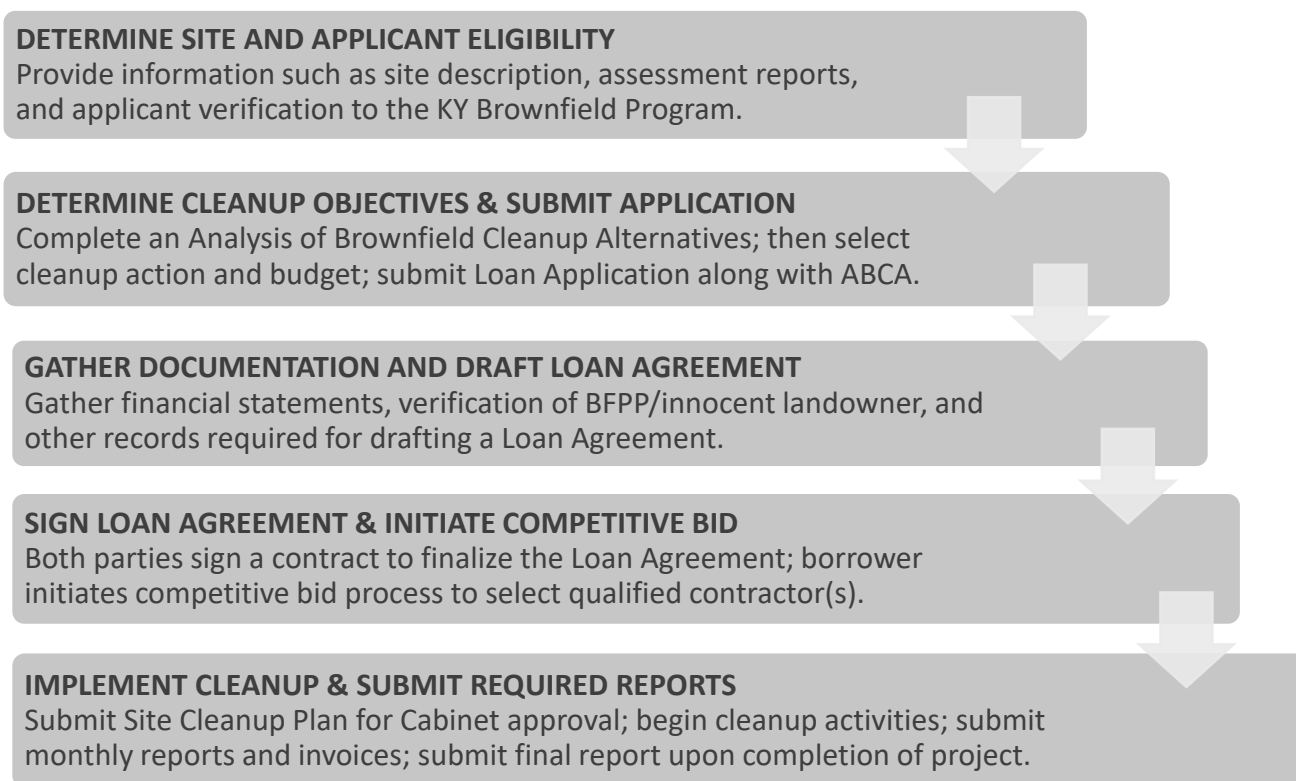 DETERMINE SITE AND APPLICANT ELIGIBILITY
Provide information such as site description, assessment reports,
and applicant verification to the KY Brownfield Program.
DETERMINE CLEANUP OBJECTIVES & SUBMIT APPLICATION
Complete an Analysis of Brownfield Cleanup Alternatives; then select
cleanup action and budget; submit Loan Application along with ABCA.
GATHER DOCUMENTATION AND DRAFT LOAN AGREEMENT
Gather financial statements, verification of BFPP/innocent landowner, and
other records required for drafting a Loan Agreement.
SIGN LOAN AGREEMENT & INITIATE COMPETITIVE BID
Both parties sign a contract to finalize the Loan Agreement; borrower
initiates competitive bid process to select qualified contractor(s).
IMPLEMENT CLEANUP & SUBMIT REQUIRED REPORTS
Submit Site Cleanup Plan for Cabinet approval; begin cleanup activities; submit
monthly reports and invoices; submit final report upon completion of project.